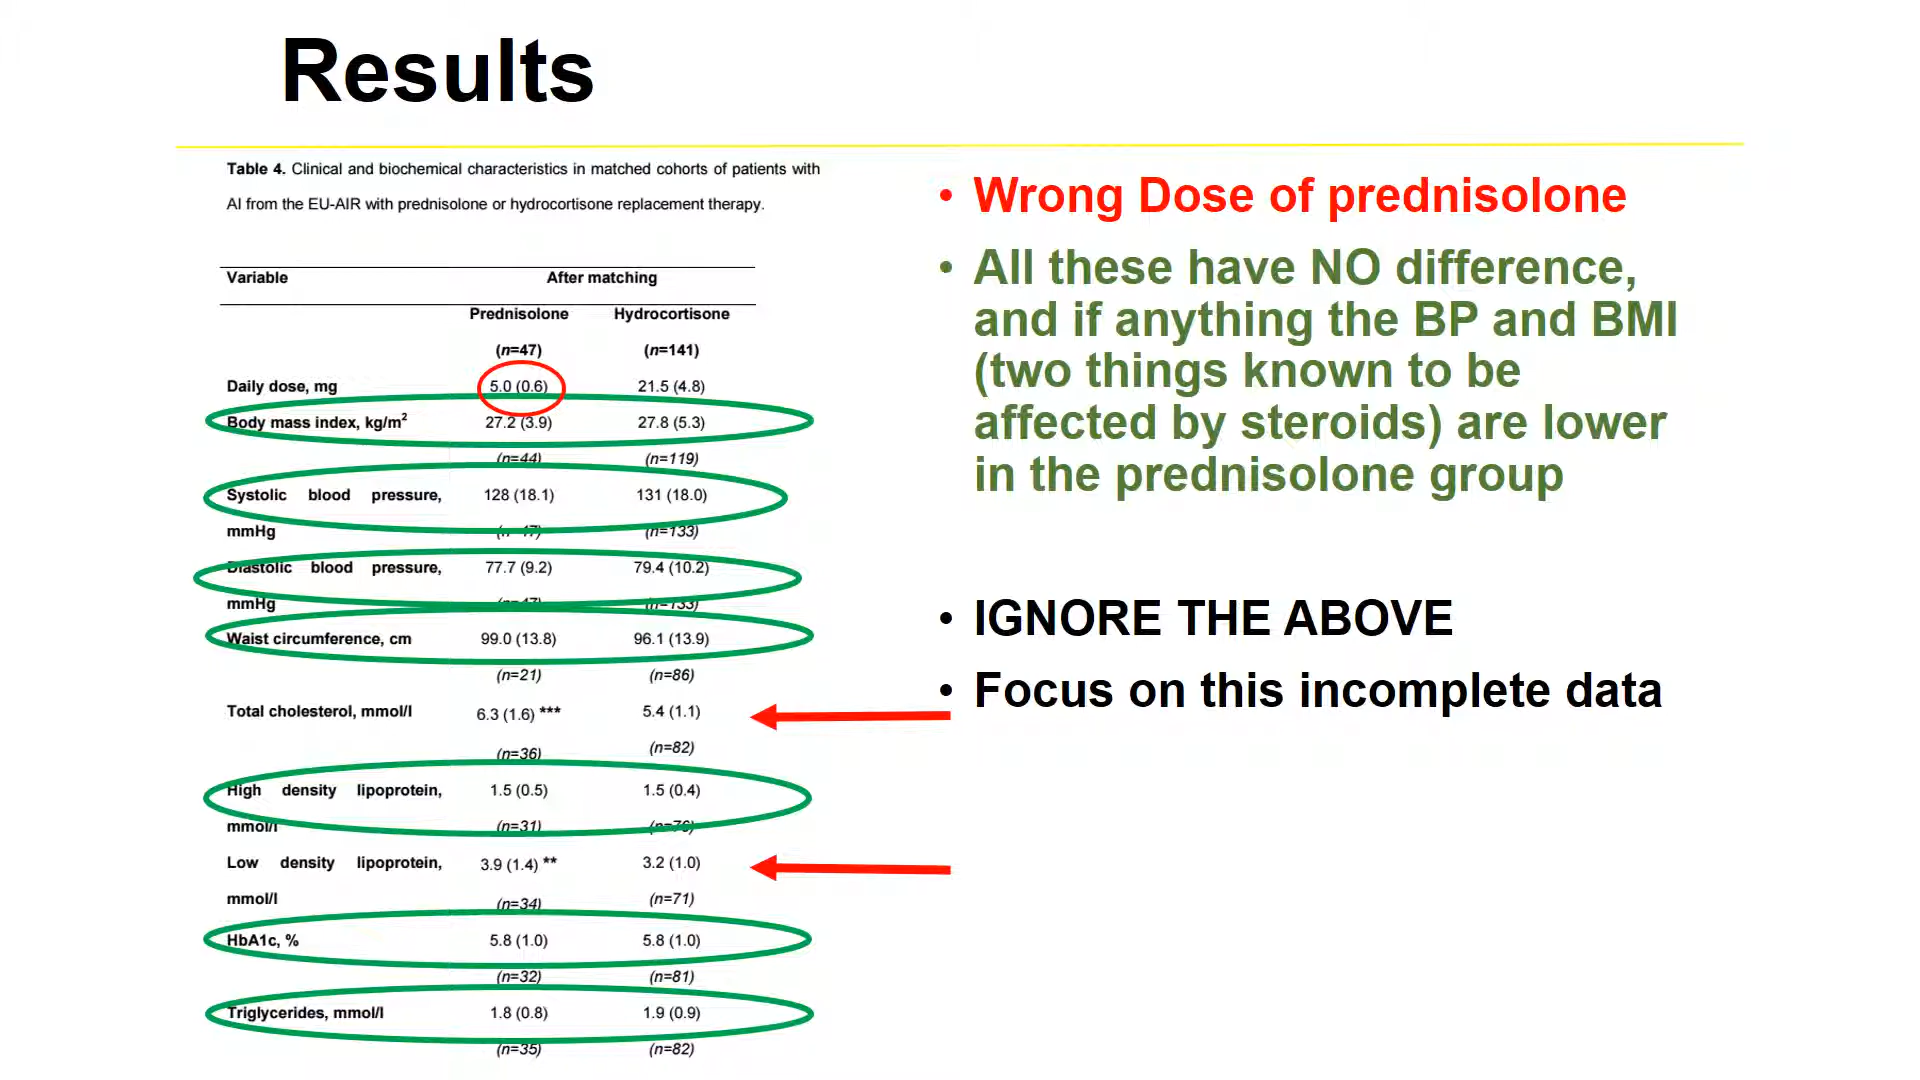 Results
Table 4. Clinical and biochemical characteristics in matched cohorts of patients with
AI from the EU-AIR with prednisolone or hydrocortisone replacement therapy.
Variable After matching
Prednisolone Hydrocortisone
(n=47) (n=141)
Daily dose, mg 5.0 (0.6) 21.5 (4.8)
Body mass index, kg/m² 27.2 (3.9) 27.8 (5.3)
(n=44) (n=119)
Systolic blood pressure, 128 (18.1) 131 (18.0)
mmHg (n=47) (n=133)
Diastolic blood pressure, 77.7 (9.2) 79.4 (10.2)
mmHg (n=47) (n=133)
Waist circumference, cm 99.0 (13.8) 96.1 (13.9)
(n=21) (n=86)
Total cholesterol, mmol/l 6.3 (1.6) *** 5.4 (1.1)
(n=36) (n=82)
High density lipoprotein, 1.5 (0.5) 1.5 (0.4)
mmol/l (n=31) (n=76)
Low density lipoprotein, 3.9 (1.4) ** 3.2 (1.0)
mmol/l (n=34) (n=71)
HbA1c, % 5.8 (1.0) 5.8 (1.0)
(n=32) (n=81)
Triglycerides, mmol/l 1.8 (0.8) 1.9 (0.9)
(n=35) (n=82)
• Wrong Dose of prednisolone
• All these have NO difference,
and if anything the BP and BMI
(two things known to be
affected by steroids) are lower
in the prednisolone group
• IGNORE THE ABOVE
• Focus on this incomplete data